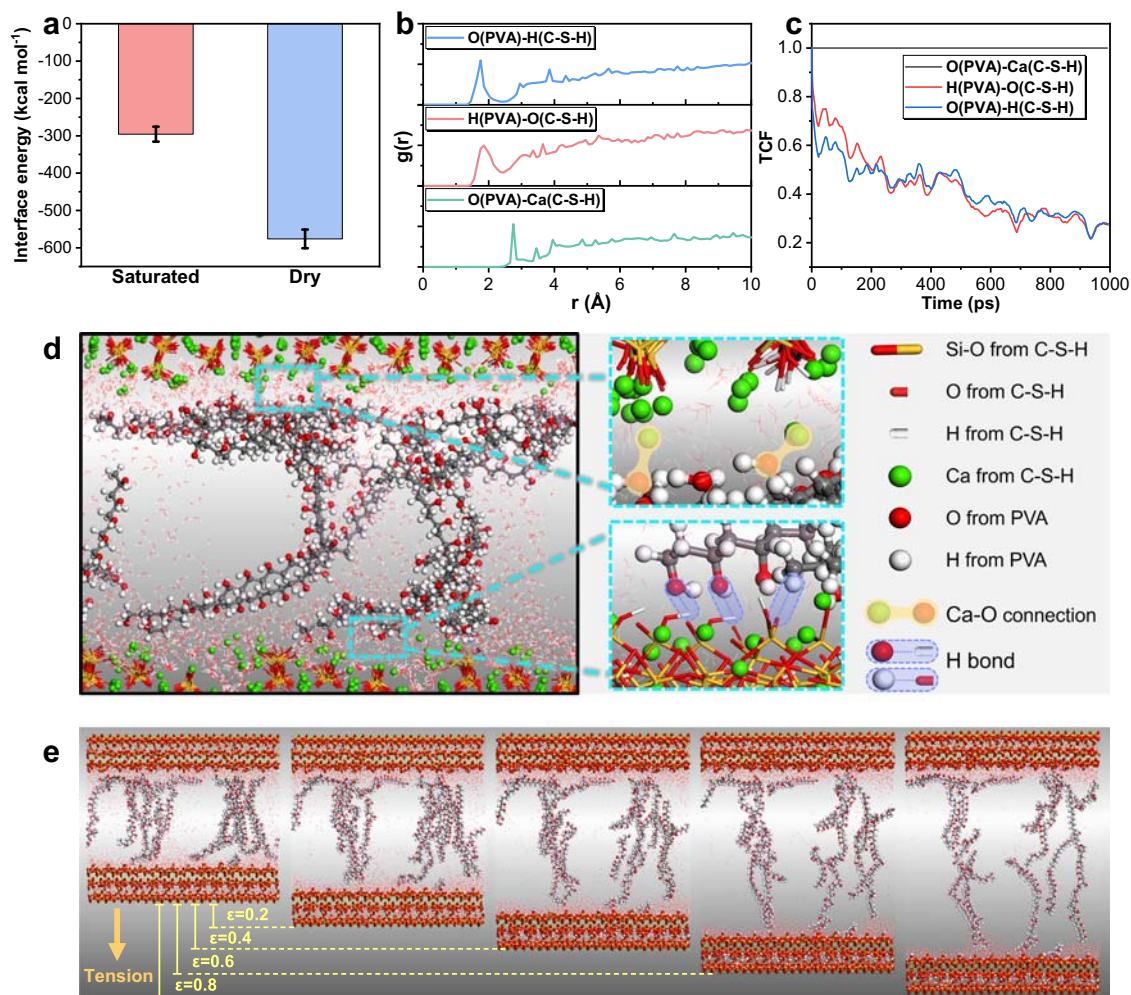 a
Interface energy (kcal mol⁻¹)
0
-100
-200
-300
-400
-500
-600
Saturated
Dry
b
g(r)
O(PVA)-H(C-S-H)
H(PVA)-O(C-S-H)
O(PVA)-Ca(C-S-H)
0 2 4 6 8 10
r (Å)
c
TCF
1.0
0.8
0.6
0.4
0.2
O(PVA)-Ca(C-S-H)
H(PVA)-O(C-S-H)
O(PVA)-H(C-S-H)
0 200 400 600 800 1000
Time (ps)
d
Si-O from C-S-H
O from C-S-H
H from C-S-H
Ca from C-S-H
O from PVA
H from PVA
Ca-O connection
H bond
e
Tension
ε=0.2
ε=0.4
ε=0.6
ε=0.8